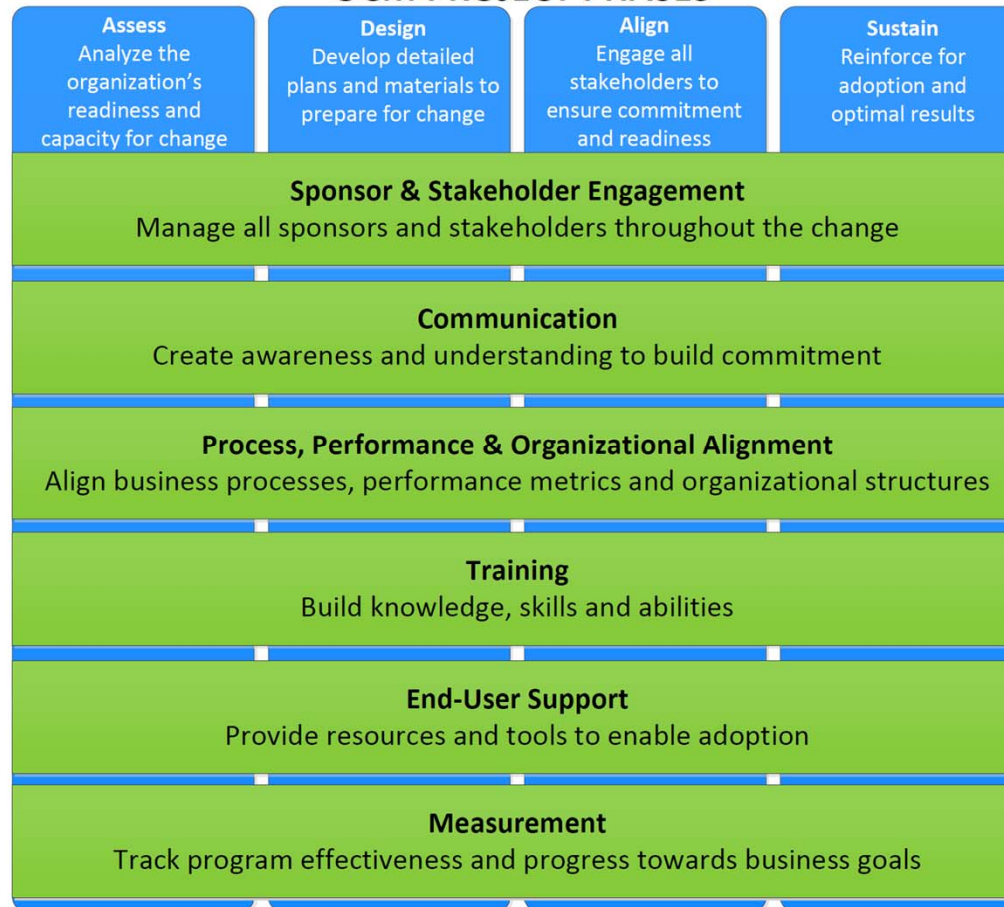 Assess
Analyze the
organization's
readiness and
capacity for change
Design
Develop detailed
plans and materials to
prepare for change
Align
Engage all
stakeholders to
ensure commitment
and readiness
Sustain
Reinforce for
adoption and
optimal results
Sponsor & Stakeholder Engagement
Manage all sponsors and stakeholders throughout the change
Communication
Create awareness and understanding to build commitment
Process, Performance & Organizational Alignment
Align business processes, performance metrics and organizational structures
Training
Build knowledge, skills and abilities
End-User Support
Provide resources and tools to enable adoption
Measurement
Track program effectiveness and progress towards business goals